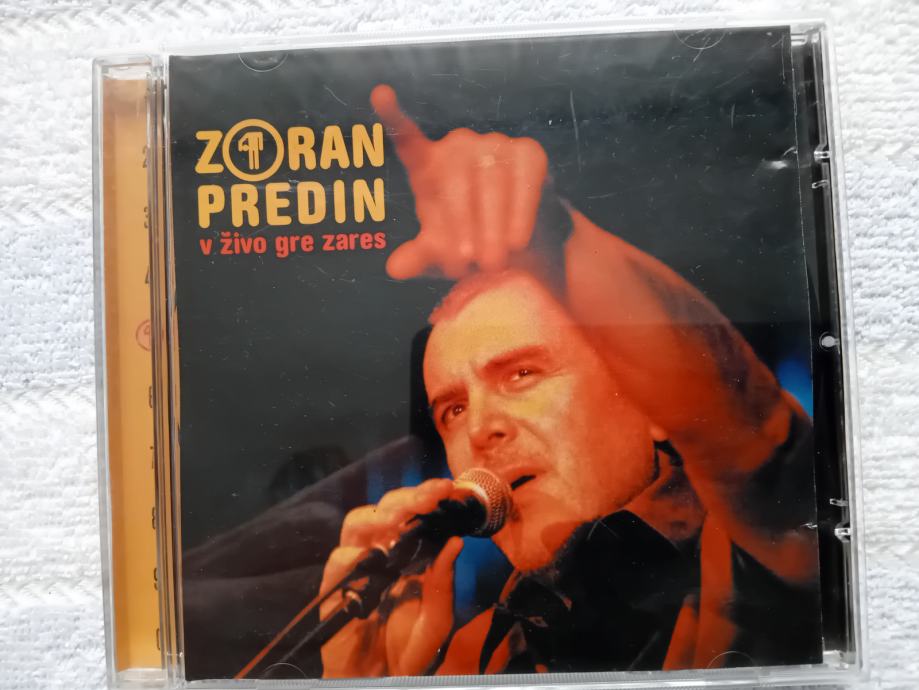 ZORAN
PREDIN
v živo gre zares